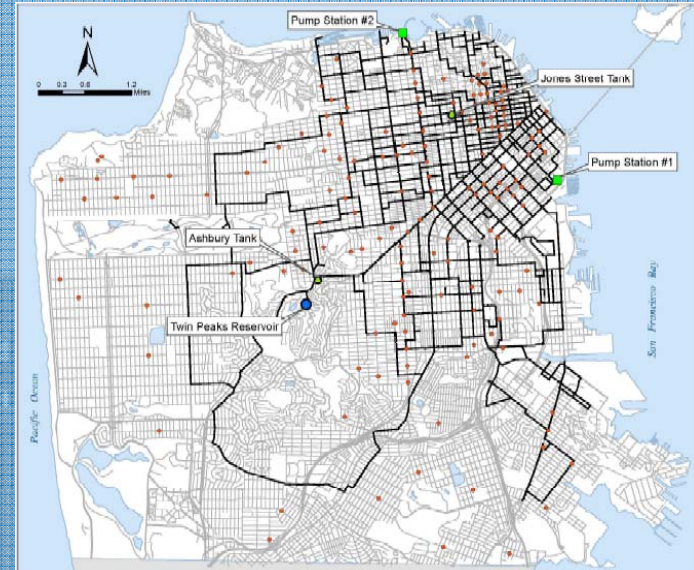 Pump Station #2
N
Jones Street Tank
0 0.3 0.6 1.2
Miles
Pump Station #1
Ashbury Tank
San Francisco Bay
Twin Peaks Reservoir
Pacific Ocean